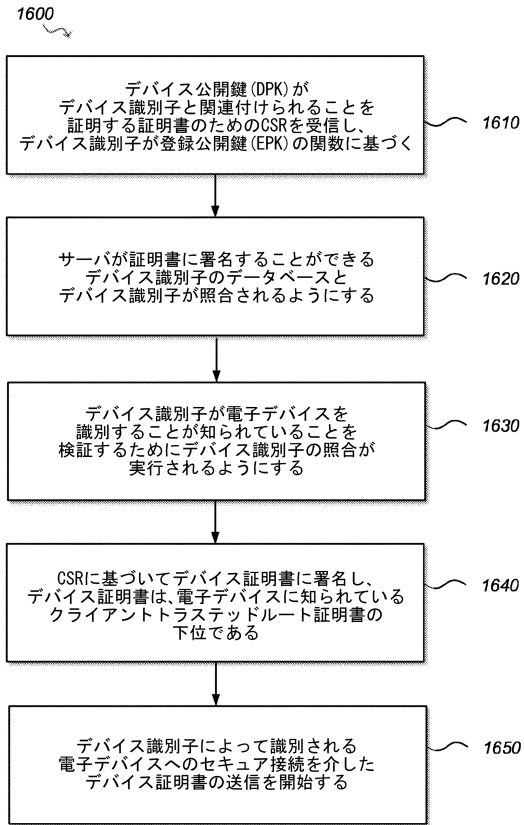 1600
デバイス公開鍵(DPK)が
デバイス識別子と関連付けられることを
証明する証明書のためのCSRを受信し、
デバイス識別子が登録公開鍵(EPK)の関数に基づく
1610
サーバが証明書に署名することができる
デバイス識別子のデータベースと
デバイス識別子が照合されるようにする
1620
デバイス識別子が電子デバイスを
識別することが知られていることを
検証するためにデバイス識別子の照合が
実行されるようにする
1630
CSRに基づいてデバイス証明書に署名し、
デバイス証明書は、電子デバイスに知られている
クライアントトラステッドルート証明書の
下位である
1640
デバイス識別子によって識別される
電子デバイスへのセキュア接続を介した
デバイス証明書の送信を開始する
1650